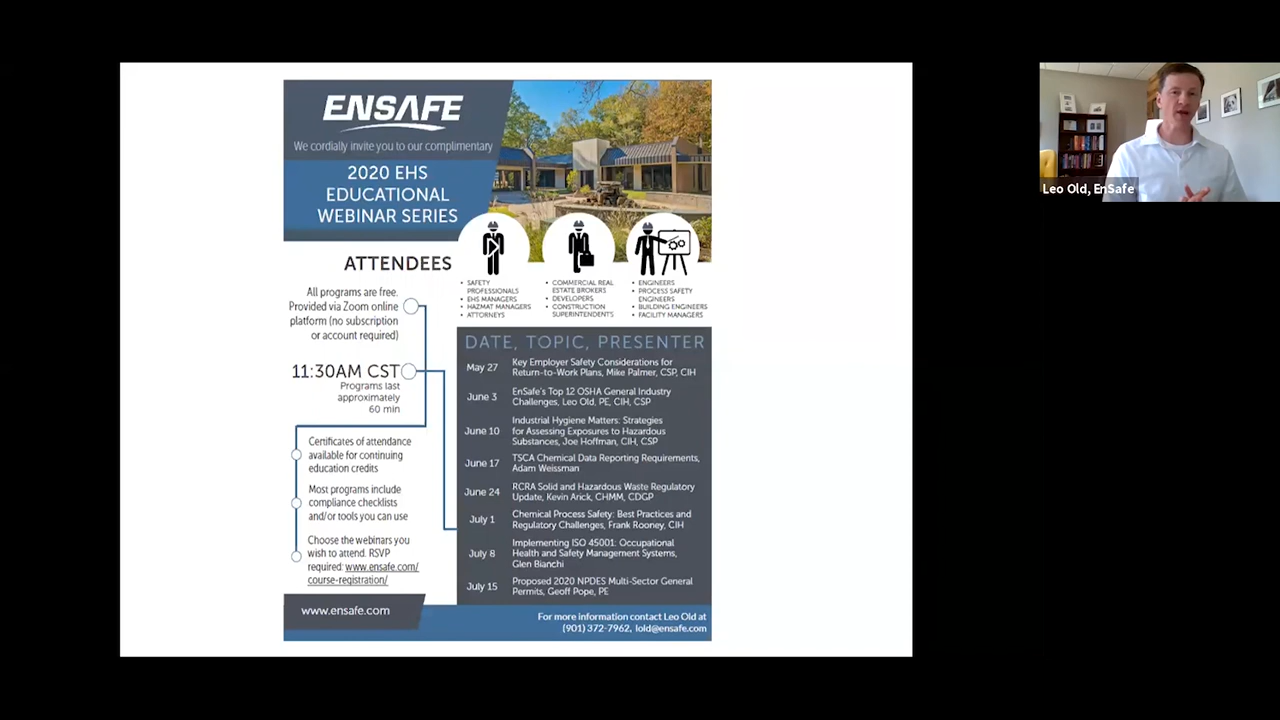 ENSAFE
We cordially invite you to our complimentary
2020 EHS
EDUCATIONAL
WEBINAR SERIES
ATTENDEES
All programs are free.
Provided via Zoom online
platform (no subscription
or account required)
11:30AM CST
Programs last
approximately
60 min
Certificates of attendance
available for continuing
education credits
Most programs include
compliance checklists
and/or tools you can use
Choose the webinars you
wish to attend. RSVP
required: www.ensafe.com/
course-registration/
www.ensafe.com
• SAFETY
PROFESSIONALS
• EHS MANAGERS
• HAZMAT MANAGERS
• ATTORNEYS
• COMMERCIAL REAL
ESTATE BROKERS
• DEVELOPERS
• CONSTRUCTION
SUPERINTENDENTS
• ENGINEERS
• PROCESS SAFETY
ENGINEERS
• BUILDING ENGINEERS
• FACILITY MANAGERS
DATE, TOPIC, PRESENTER
May 27
Key Employer Safety Considerations for
Return-to-Work Plans, Mike Palmer, CSP, CIH
June 3
EnSafe's Top 12 OSHA General Industry
Challenges, Leo Old, PE, CIH, CSP
June 10
Industrial Hygiene Matters: Strategies
for Assessing Exposures to Hazardous
Substances, Joe Hoffman, CIH, CSP
June 17
TSCA Chemical Data Reporting Requirements,
Adam Weissman
June 24
RCRA Solid and Hazardous Waste Regulatory
Update, Kevin Arick, CHMM, CDGP
July 1
Chemical Process Safety: Best Practices and
Regulatory Challenges, Frank Rooney, CIH
July 8
Implementing ISO 45001: Occupational
Health and Safety Management Systems,
Glen Bianchi
July 15
Proposed 2020 NPDES Multi-Sector General
Permits, Geoff Pope, PE
For more information contact Leo Old at
(901) 372-7962, lold@ensafe.com
Leo Old, EnSafe